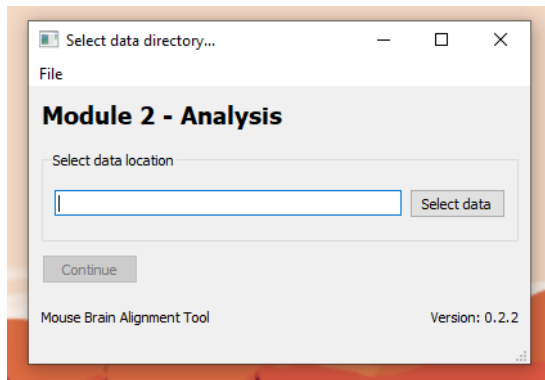 Select data directory...
File
Module 2 - Analysis
Select data location
Select data
Continue
Mouse Brain Alignment Tool
Version: 0.2.2